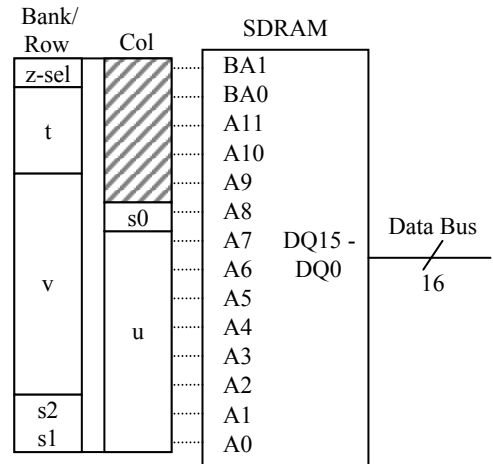 Bank/
Row
Col
SDRAM
z-sel
t
v
s2
s1
s0
u
BA1
BA0
A11
A10
A9
A8
A7
A6
A5
A4
A3
A2
A1
A0
DQ15 -
DQ0
Data Bus
16